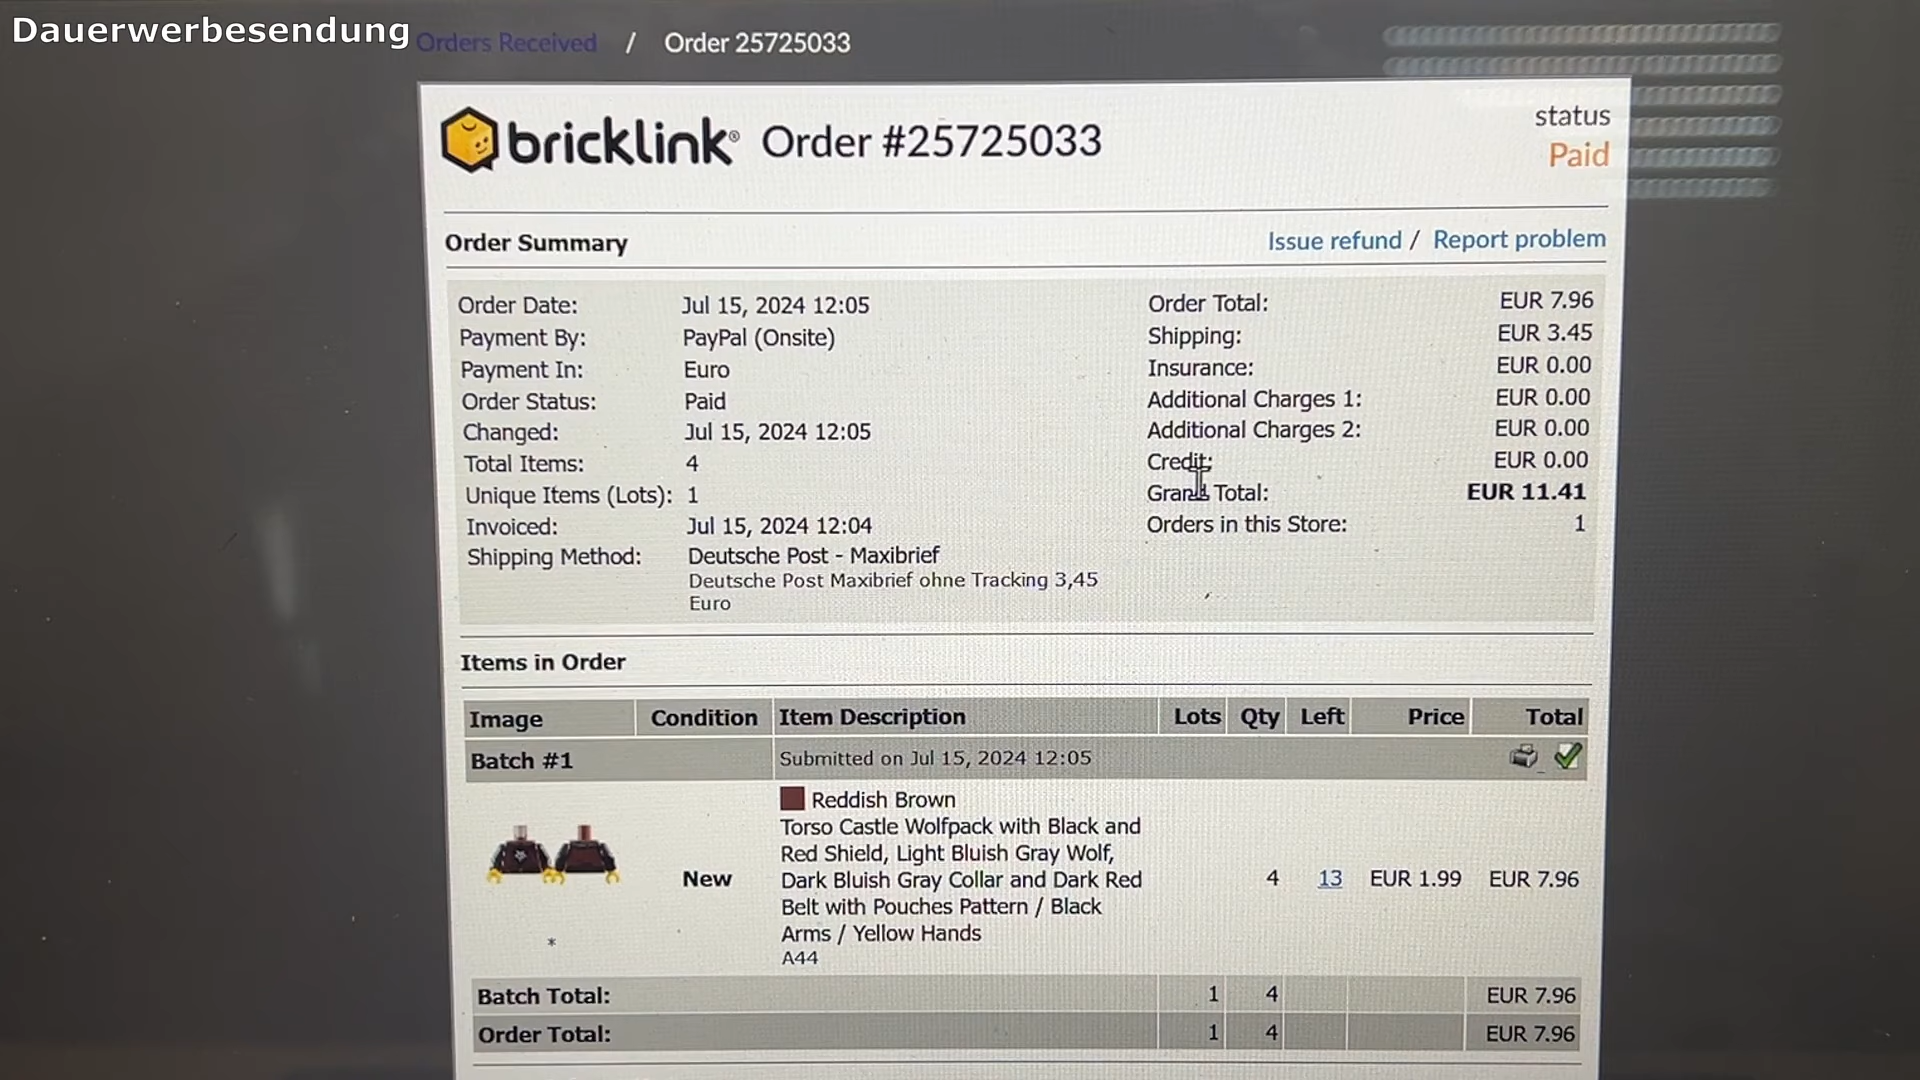 Dauerwerbesendung
Orders Received / Order 25725033
bricklink® Order #25725033
status
Paid
Order Summary
Issue refund / Report problem
Order Date: Jul 15, 2024 12:05
Payment By: PayPal (Onsite)
Payment In: Euro
Order Status: Paid
Changed: Jul 15, 2024 12:05
Total Items: 4
Unique Items (Lots): 1
Invoiced: Jul 15, 2024 12:04
Shipping Method: Deutsche Post - Maxibrief
Deutsche Post Maxibrief ohne Tracking 3,45
Euro
Order Total: EUR 7.96
Shipping: EUR 3.45
Insurance: EUR 0.00
Additional Charges 1: EUR 0.00
Additional Charges 2: EUR 0.00
Credit: EUR 0.00
Grand Total: EUR 11.41
Orders in this Store: 1
Items in Order
Image Condition Item Description Lots Qty Left Price Total
Batch #1 Submitted on Jul 15, 2024 12:05
Reddish Brown
Torso Castle Wolfpack with Black and
Red Shield, Light Bluish Gray Wolf,
New Dark Bluish Gray Collar and Dark Red 4 13 EUR 1.99 EUR 7.96
Belt with Pouches Pattern / Black
* Arms / Yellow Hands
A44
Batch Total: 1 4 EUR 7.96
Order Total: 1 4 EUR 7.96